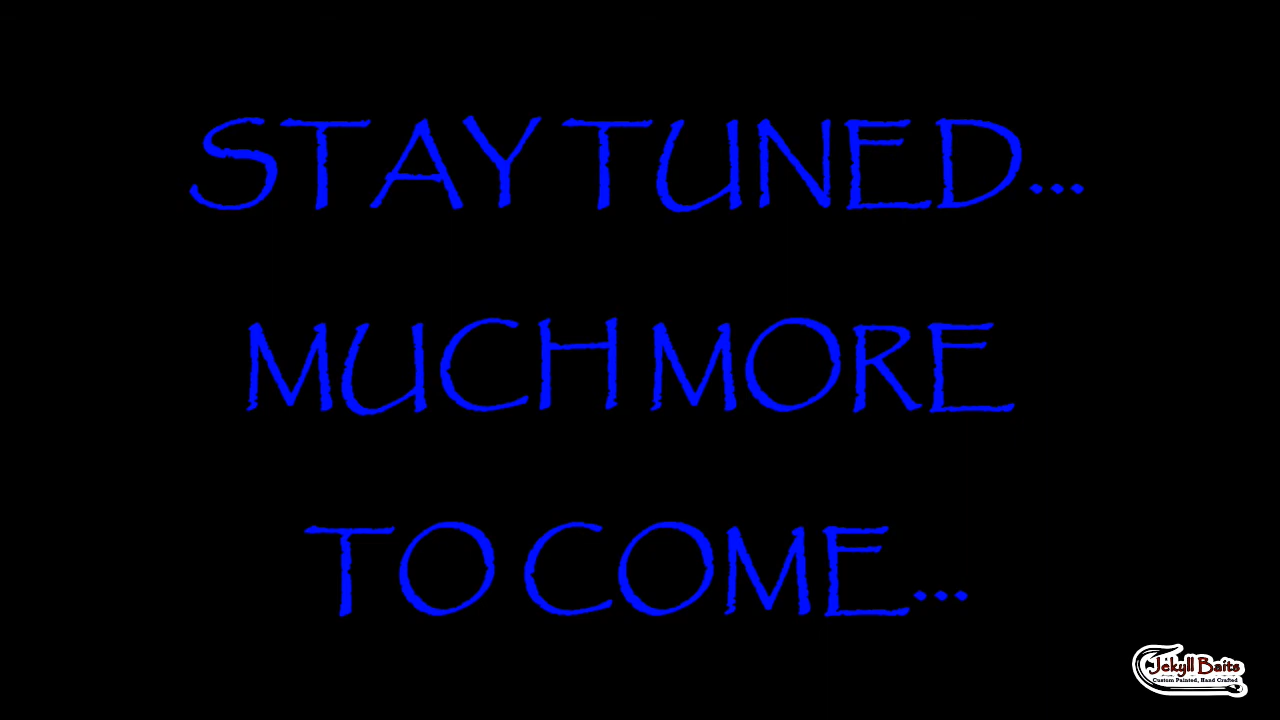 STAY TUNED...
MUCH MORE
TO COME...
Jekyll Baits
Custom Painted, Hand Crafted